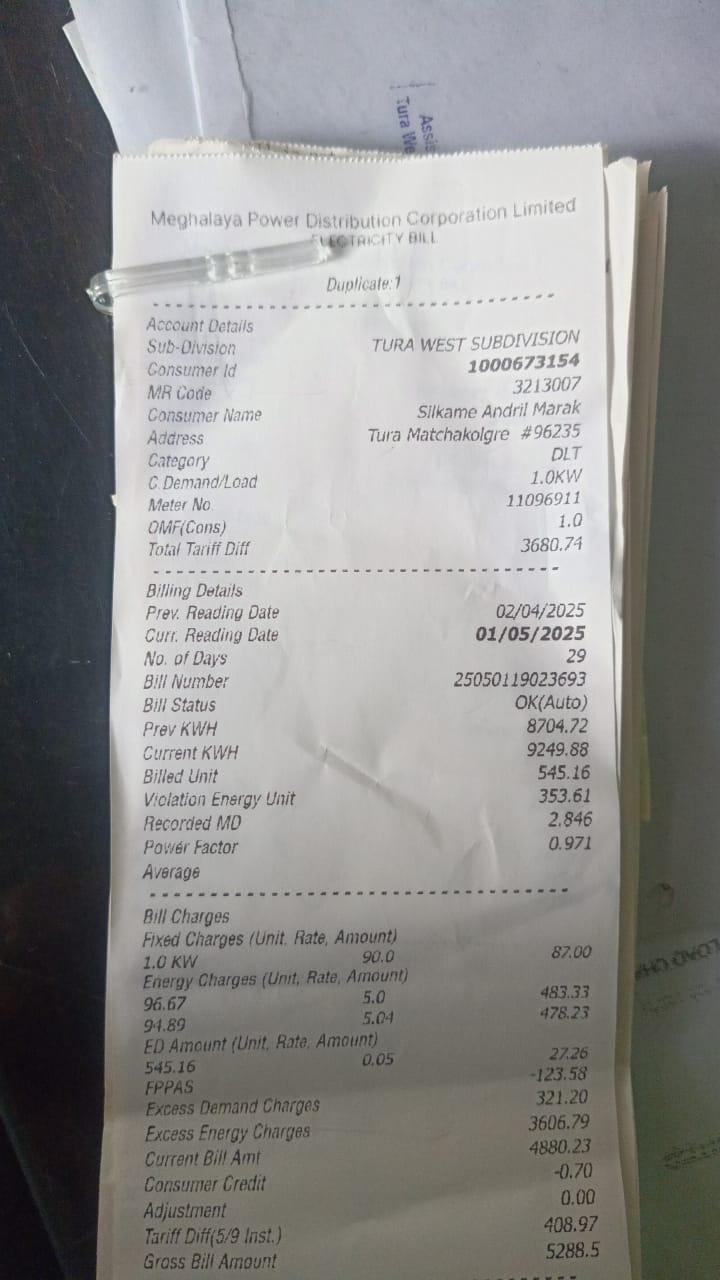 Assis
Tura We
Meghalaya Power Distribution Corporation Limited
ELECTRICITY BILL
Duplicate:1
Account Details
Sub-Division TURA WEST SUBDIVISION
Consumer Id 1000673154
MR Code 3213007
Consumer Name Silkame Andril Marak
Address Tura Matchakolgre #96235
Category DLT
C.Demand/Load 1.0KW
Meter No 11096911
OMF(Cons) 1.0
Total Tariff Diff 3680.74
Billing Details
Prev. Reading Date 02/04/2025
Curr. Reading Date 01/05/2025
No. of Days 29
Bill Number 25050119023693
Bill Status OK(Auto)
Prev KWH 8704.72
Current KWH 9249.88
Billed Unit 545.16
Violation Energy Unit 353.61
Recorded MD 2.846
Power Factor 0.971
Average
Bill Charges
Fixed Charges (Unit. Rate, Amount)
1.0 KW 90.0 87.00
Energy Charges (Unit, Rate, Amount)
96.67 5.0 483.33
94.89 5.04 478.23
ED Amount (Unit, Rate, Amount)
545.16 0.05 27.26
FPPAS -123.58
Excess Demand Charges 321.20
Excess Energy Charges 3606.79
Current Bill Amt 4880.23
Consumer Credit -0.70
Adjustment 0.00
Tariff Diff(5/9 Inst.) 408.97
Gross Bill Amount 5288.5